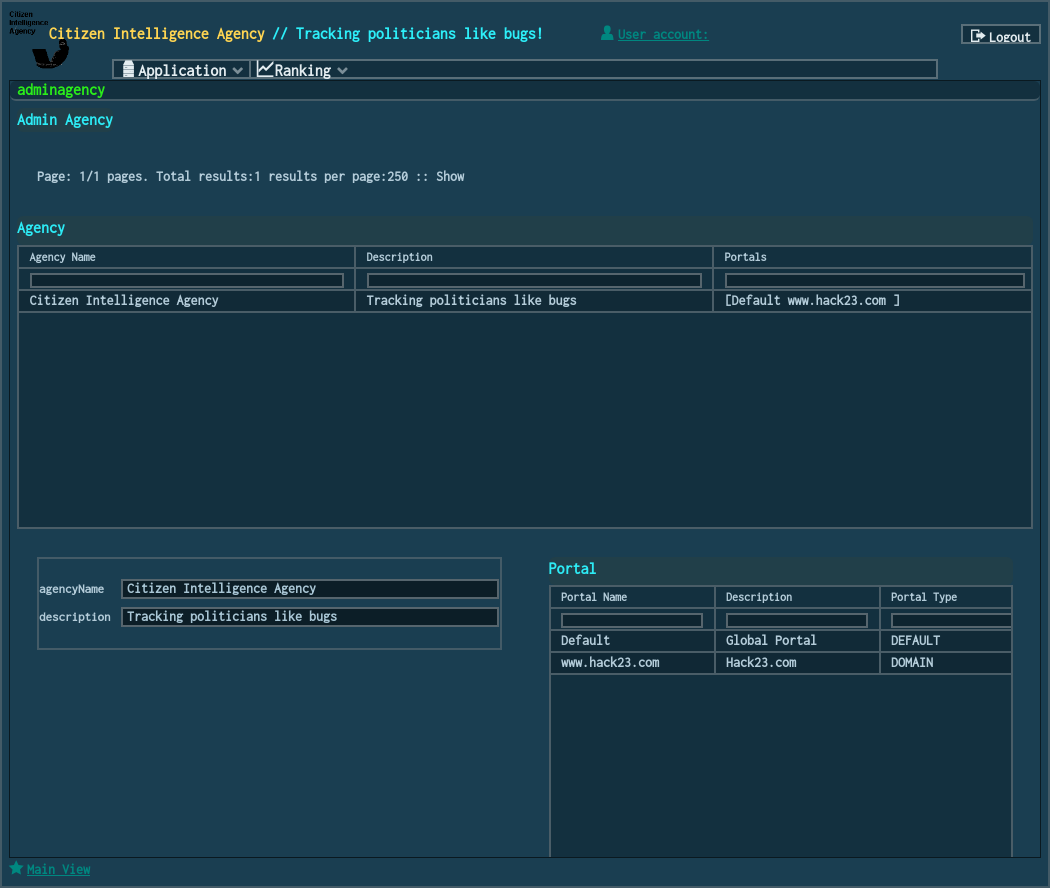 Citizen
Intelligence
Agency
Citizen Intelligence Agency // Tracking politicians like bugs!
User account:
Logout
Application
Ranking
adminagency
Admin Agency
Page: 1/1 pages. Total results:1 results per page:250 :: Show
Agency
Agency Name Description Portals
Citizen Intelligence Agency Tracking politicians like bugs [Default www.hack23.com ]
agencyName Citizen Intelligence Agency
description Tracking politicians like bugs
Portal
Portal Name Description Portal Type
Default Global Portal DEFAULT
www.hack23.com Hack23.com DOMAIN
Main View